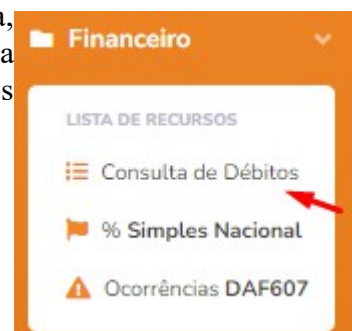 a,
a
s
Financeiro
LISTA DE RECURSOS
Consulta de Débitos
% Simples Nacional
Ocorrências DAF607